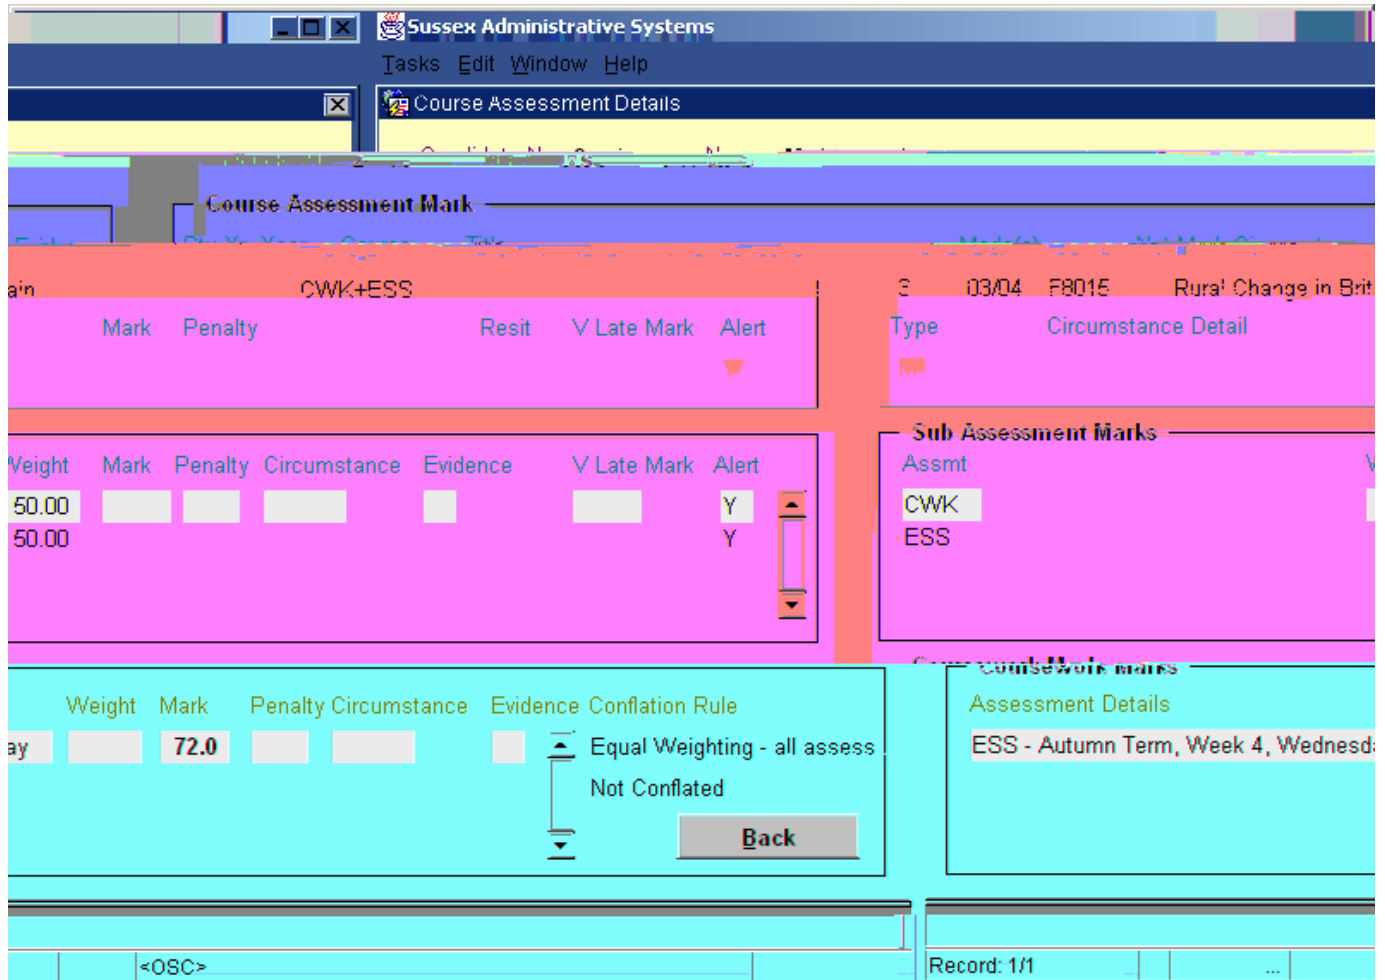 Sussex Administrative Systems
Tasks Edit Window Help
Course Assessment Details
Course Assessment Mark
Title
ain CWK+ESS 03/04 Rural Change in Brit
Mark Penalty Resit V Late Mark Alert Type Circumstance Detail
Sub Assessment Marks
Weight Mark Penalty Circumstance Evidence V Late Mark Alert Assmt
50.00 Y CWK
50.00 Y ESS
CourseWork marks
Weight Mark Penalty Circumstance Evidence Conflation Rule Assessment Details
ay 72.0 Equal Weighting - all assess ESS - Autumn Term, Week 4, Wednesda
Not Conflated
Back
<OSC> Record: 1/1 ...